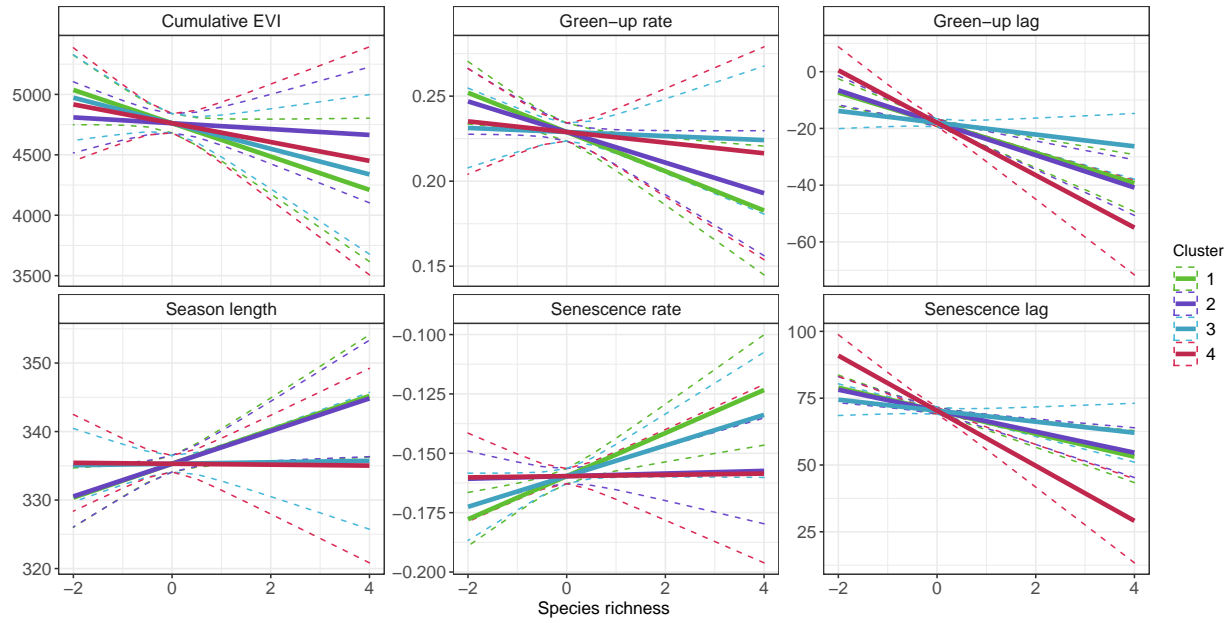 Cumulative EVI
Green−up rate
Green−up lag
5000
4500
4000
3500
0.25
0.20
0.15
0
−20
−40
−60
Season length
Senescence rate
Senescence lag
350
340
330
320
−0.100
−0.125
−0.150
−0.175
−0.200
100
75
50
25
−2 0 2 4
−2 0 2 4
−2 0 2 4
Species richness
Cluster
1
2
3
4